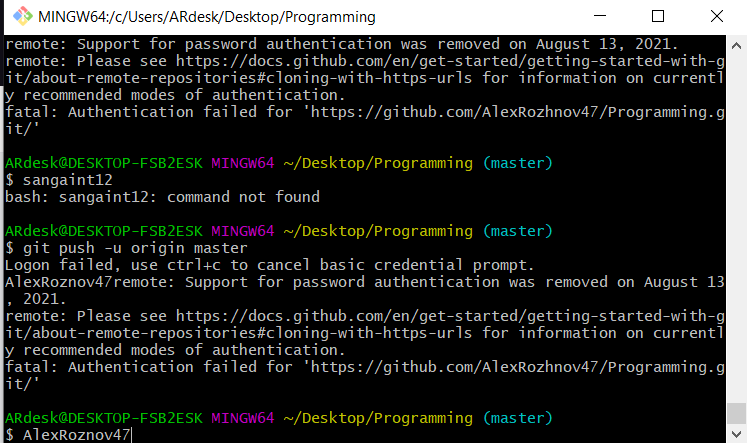 MINGW64:/c/Users/ARdesk/Desktop/Programming
remote: Support for password authentication was removed on August 13, 2021.
remote: Please see https://docs.github.com/en/get-started/getting-started-with-g
it/about-remote-repositories#cloning-with-https-urls for information on currentl
y recommended modes of authentication.
fatal: Authentication failed for 'https://github.com/AlexRozhnov47/Programming.g
it/'
ARdesk@DESKTOP-FSB2ESK MINGW64 ~/Desktop/Programming (master)
$ sangaint12
bash: sangaint12: command not found
ARdesk@DESKTOP-FSB2ESK MINGW64 ~/Desktop/Programming (master)
$ git push -u origin master
Logon failed, use ctrl+c to cancel basic credential prompt.
AlexRoznov47remote: Support for password authentication was removed on August 13
, 2021.
remote: Please see https://docs.github.com/en/get-started/getting-started-with-g
it/about-remote-repositories#cloning-with-https-urls for information on currentl
y recommended modes of authentication.
fatal: Authentication failed for 'https://github.com/AlexRozhnov47/Programming.g
it/'
ARdesk@DESKTOP-FSB2ESK MINGW64 ~/Desktop/Programming (master)
$ AlexRoznov47